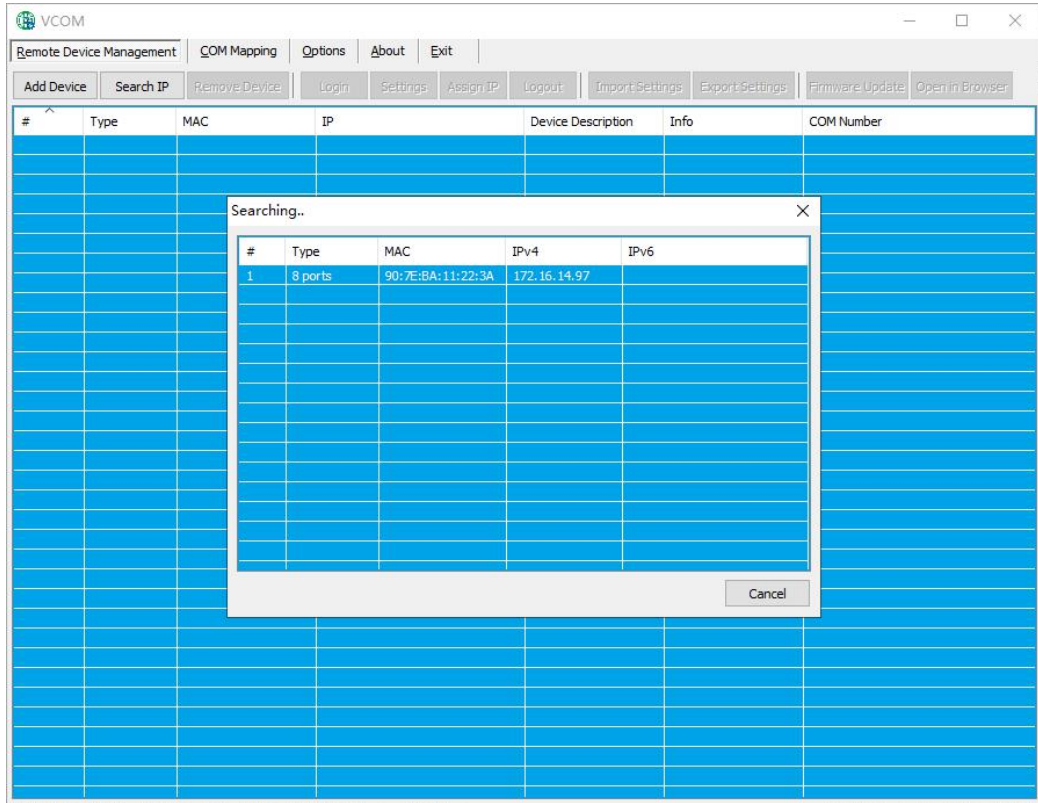 VCOM
Remote Device Management COM Mapping Options About Exit
Add Device Search IP Remove Device Login Settings Assign IP Logout Import Settings Export Settings Firmware Update Open in Browser
# Type MAC IP Device Description Info COM Number
Searching..
# Type MAC IPv4 IPv6
1 8 ports 90:7E:BA:11:22:3A 172.16.14.97
Cancel